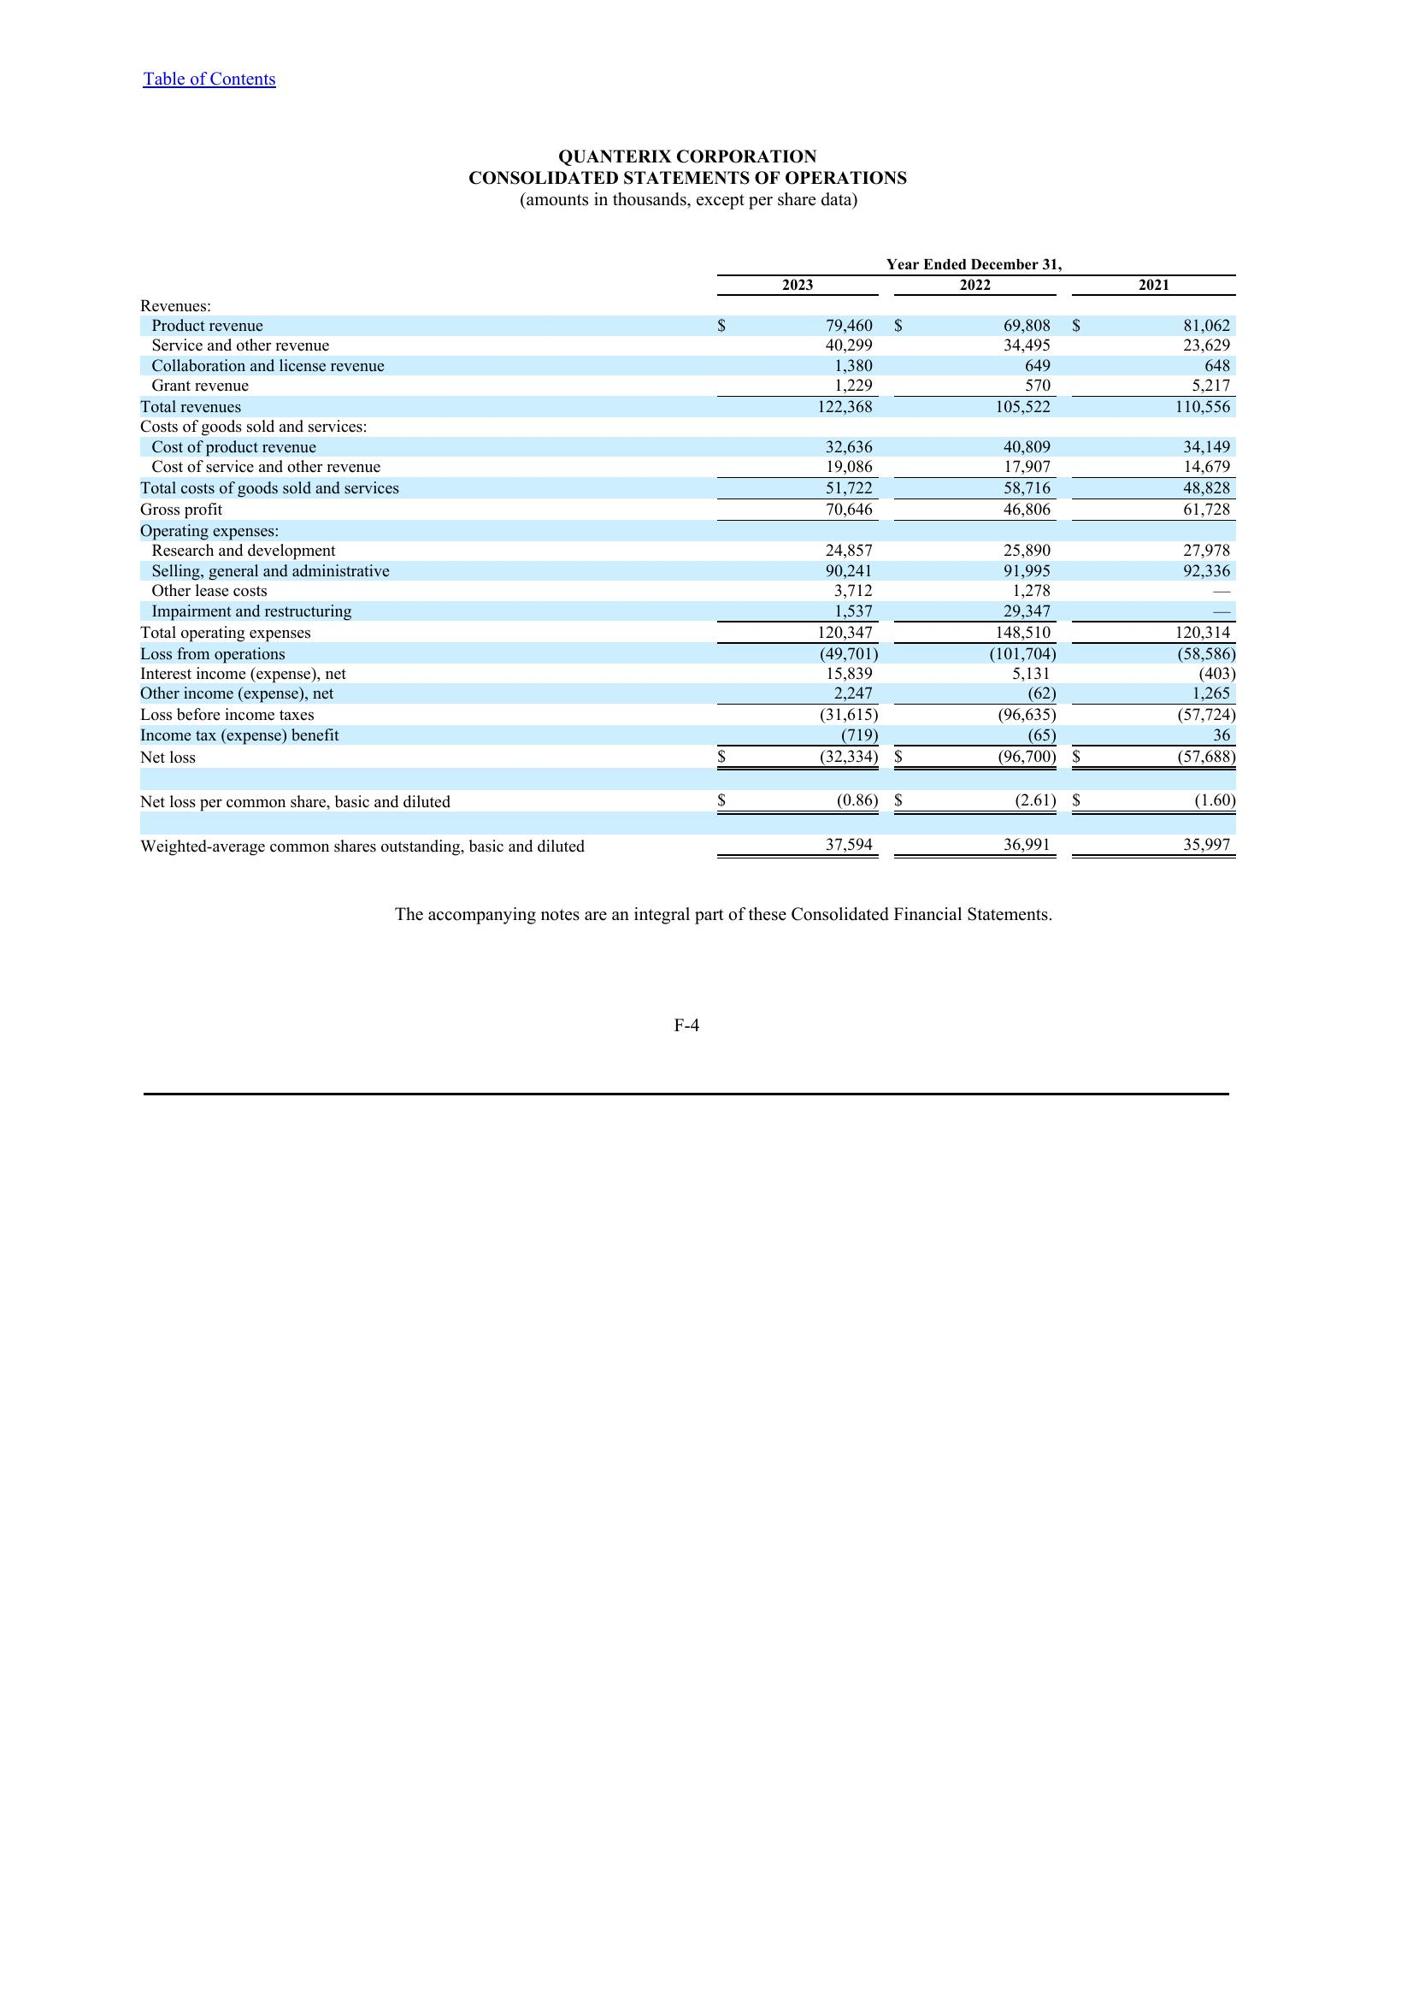 Table of Contents
QUANTERIX CORPORATION
CONSOLIDATED STATEMENTS OF OPERATIONS
(amounts in thousands, except per share data)
Year Ended December 31,
2023 2022 2021
Revenues:
Product revenue $ 79,460 $ 69,808 $ 81,062
Service and other revenue 40,299 34,495 23,629
Collaboration and license revenue 1,380 649 648
Grant revenue 1,229 570 5,217
Total revenues 122,368 105,522 110,556
Costs of goods sold and services:
Cost of product revenue 32,636 40,809 34,149
Cost of service and other revenue 19,086 17,907 14,679
Total costs of goods sold and services 51,722 58,716 48,828
Gross profit 70,646 46,806 61,728
Operating expenses:
Research and development 24,857 25,890 27,978
Selling, general and administrative 90,241 91,995 92,336
Other lease costs 3,712 1,278 —
Impairment and restructuring 1,537 29,347 —
Total operating expenses 120,347 148,510 120,314
Loss from operations (49,701) (101,704) (58,586)
Interest income (expense), net 15,839 5,131 (403)
Other income (expense), net 2,247 (62) 1,265
Loss before income taxes (31,615) (96,635) (57,724)
Income tax (expense) benefit (719) (65) 36
Net loss $ (32,334) $ (96,700) $ (57,688)
Net loss per common share, basic and diluted $ (0.86) $ (2.61) $ (1.60)
Weighted-average common shares outstanding, basic and diluted 37,594 36,991 35,997
The accompanying notes are an integral part of these Consolidated Financial Statements.
F-4